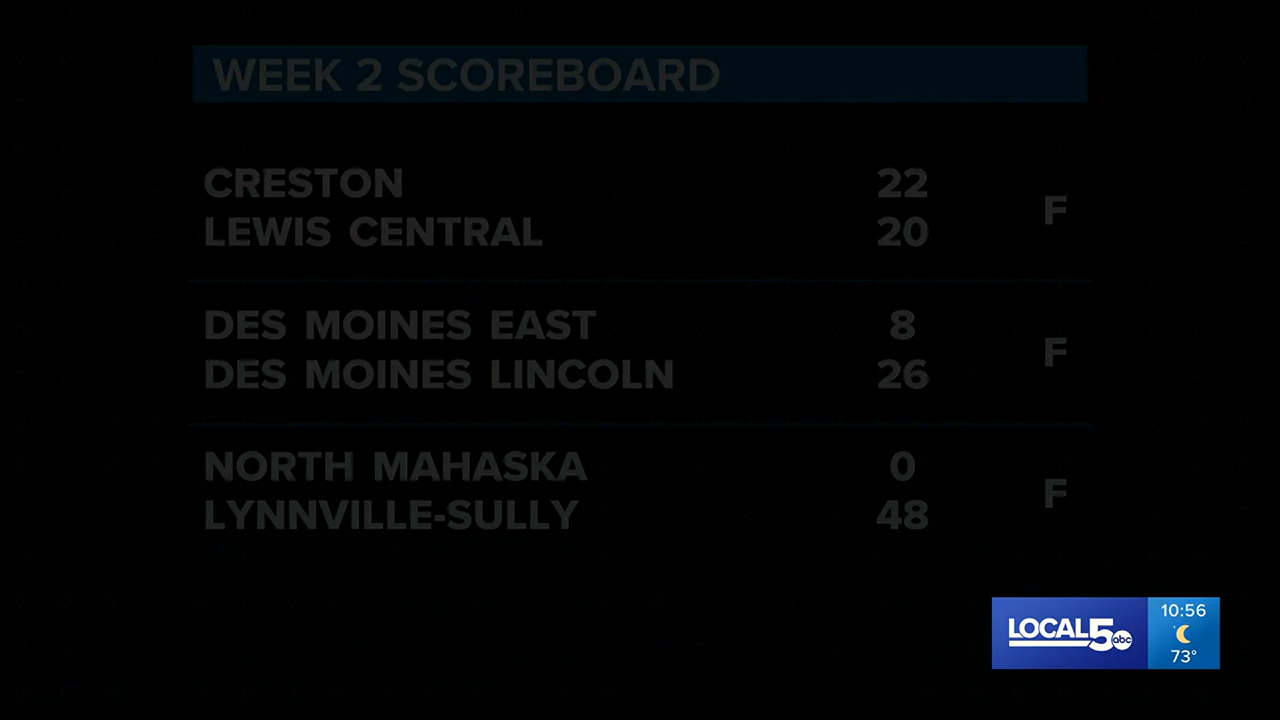 WEEK 2 SCOREBOARD
CRESTON 22
LEWIS CENTRAL 20
F
DES MOINES EAST 8
DES MOINES LINCOLN 26
F
NORTH MAHASKA 0
LYNNVILLE-SULLY 48
F
LOCAL 5 abc
10:56
73°